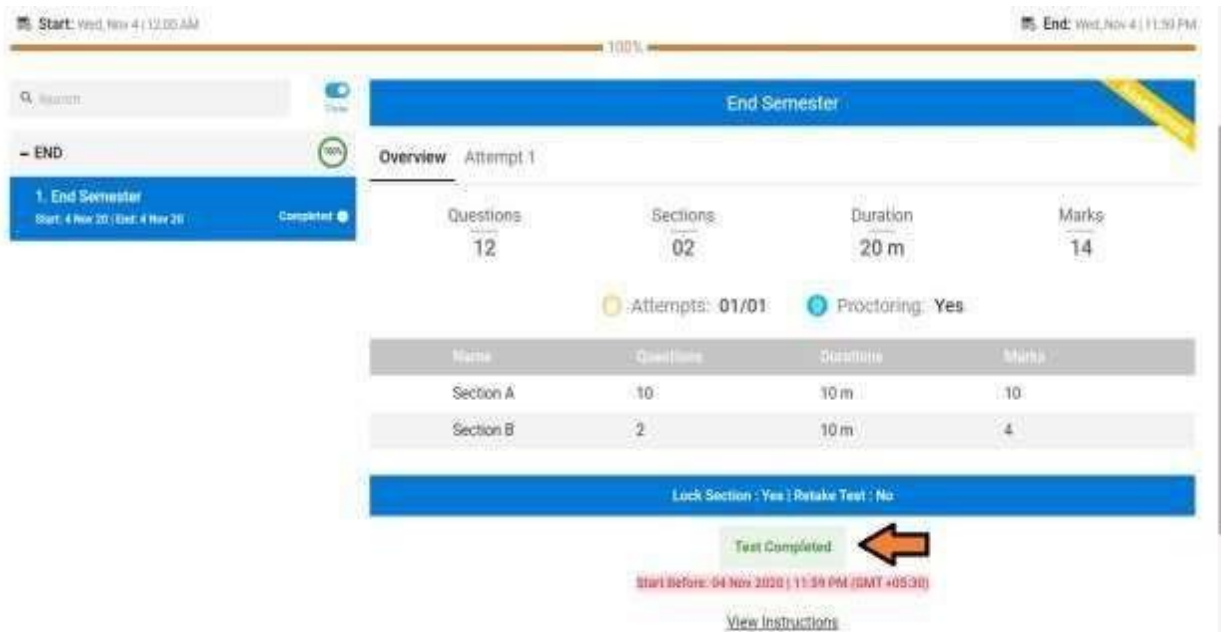 Start: Wed, Nov 4 | 12:00 AM
End: Wed, Nov 4 | 11:59 PM
100%
Search
– END
100%
1. End Semester
Start: 4 Nov 20 | End: 4 Nov 20
Completed
End Semester
Overview Attempt 1
Questions Sections Duration Marks
12 02 20 m 14
Attempts: 01/01 Proctoring: Yes
Name Questions Durations Marks
Section A 10 10 m 10
Section B 2 10 m 4
Lock Section : Yes | Retake Test : No
Test Completed
Start Before: 04 Nov 2020 | 11:59 PM (GMT +05:30)
View Instructions